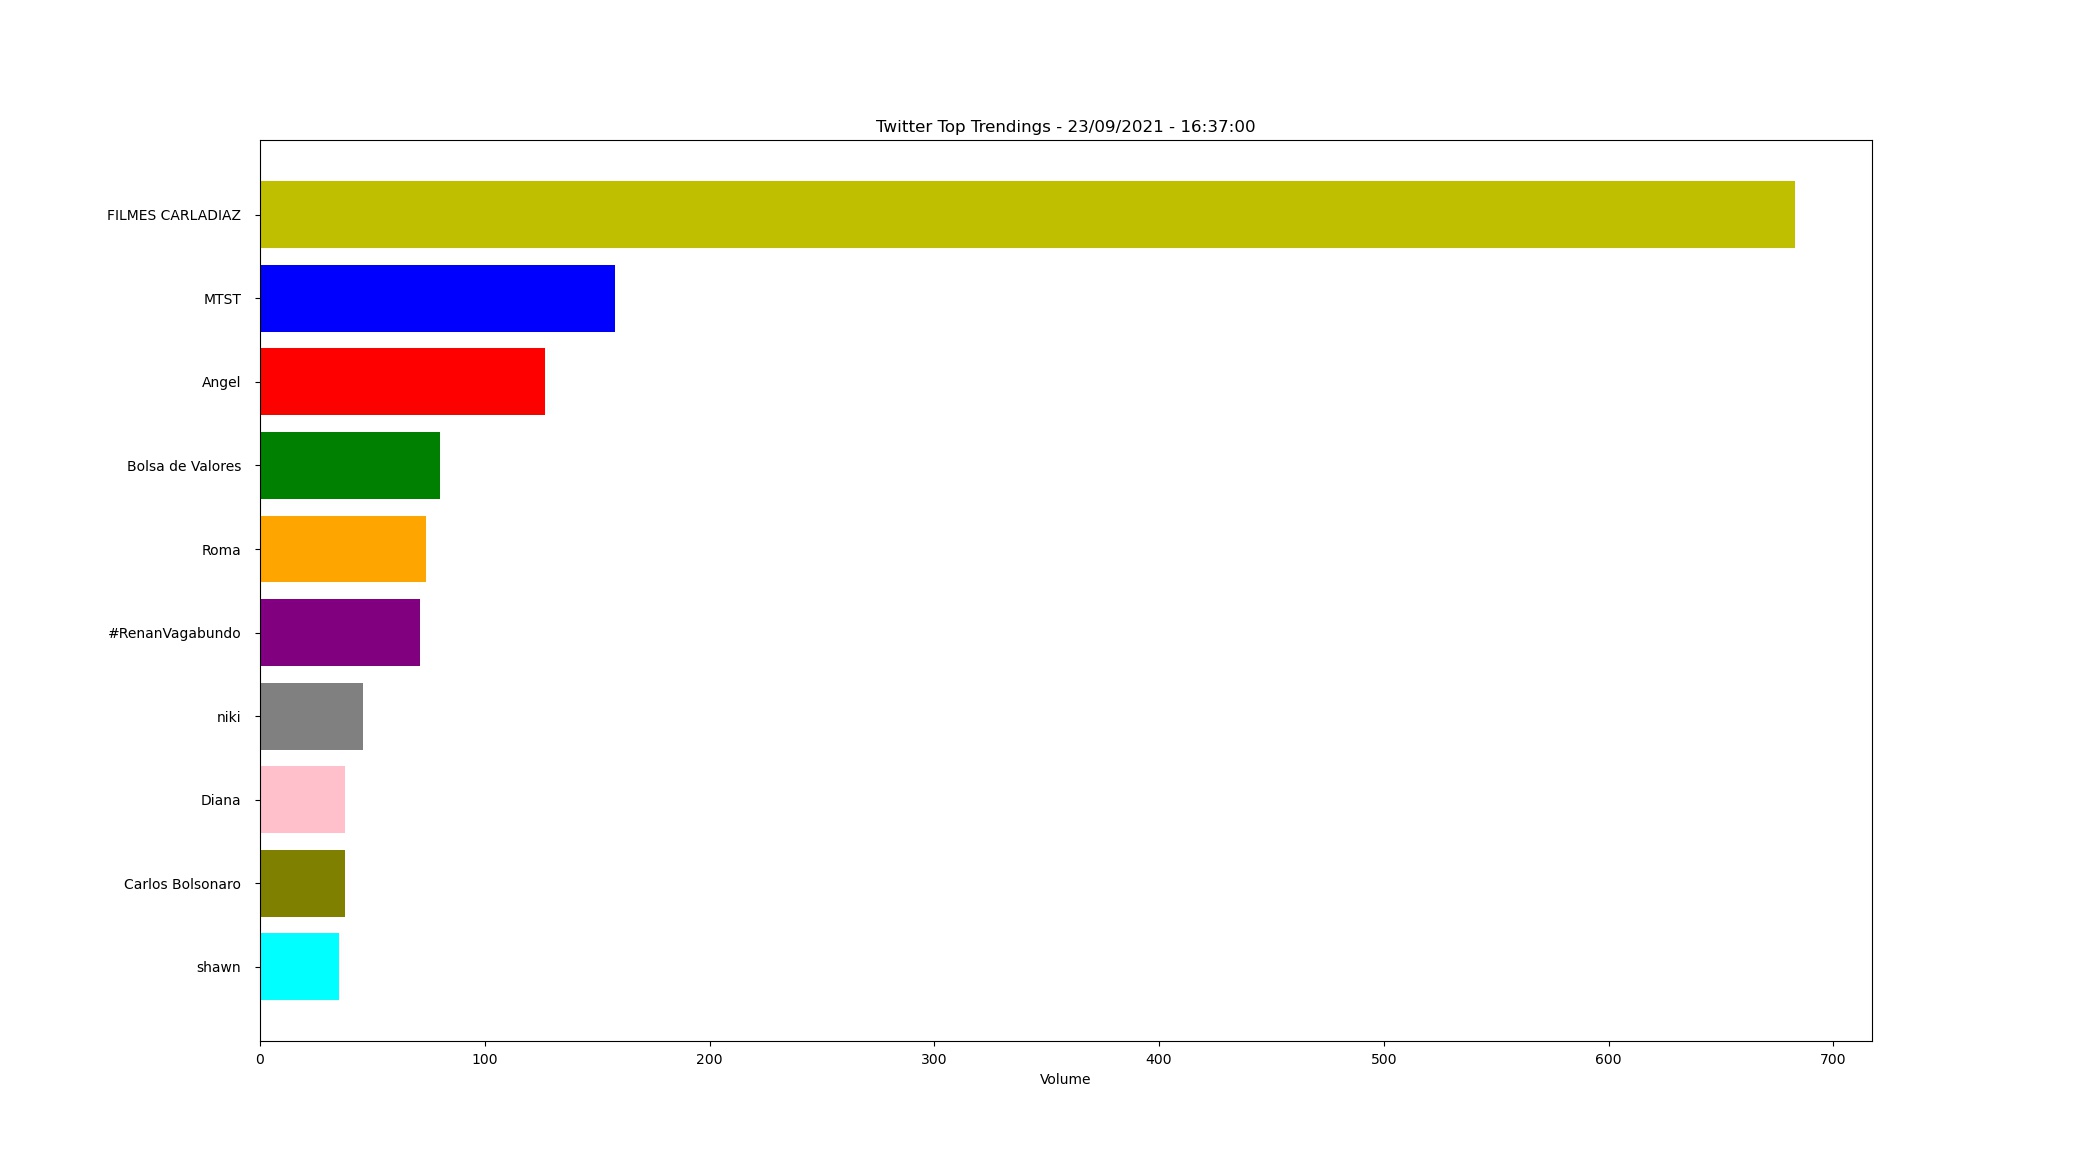 Twitter Top Trendings - 23/09/2021 - 16:37:00
FILMES CARLADIAZ
MTST
Angel
Bolsa de Valores
Roma
#RenanVagabundo
niki
Diana
Carlos Bolsonaro
shawn
0 100 200 300 400 500 600 700
Volume